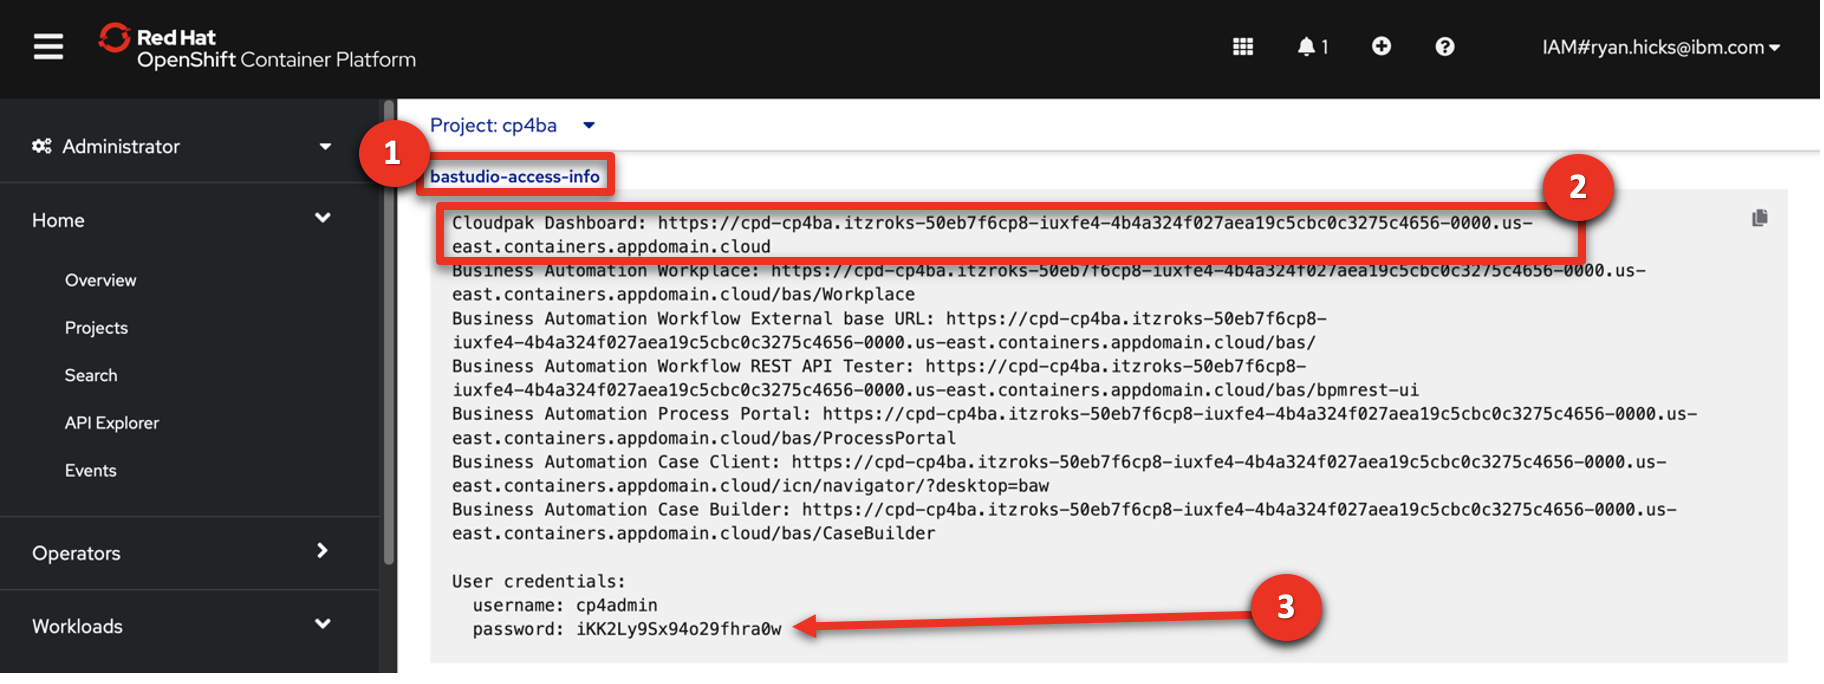 Red Hat
OpenShift Container Platform
1
IAM#ryan.hicks@ibm.com
Administrator
Home
Overview
Projects
Search
API Explorer
Events
Operators
Workloads
Project: cp4ba
1
bastudio-access-info
2
Cloudpak Dashboard: https://cpd-cp4ba.itzroks-50eb7f6cp8-iuxfe4-4b4a324f027aea19c5cbc0c3275c4656-0000.us-
east.containers.appdomain.cloud
Business Automation Workplace: https://cpd-cp4ba.itzroks-50eb7f6cp8-iuxfe4-4b4a324f027aea19c5cbc0c3275c4656-0000.us-
east.containers.appdomain.cloud/bas/Workplace
Business Automation Workflow External base URL: https://cpd-cp4ba.itzroks-50eb7f6cp8-
iuxfe4-4b4a324f027aea19c5cbc0c3275c4656-0000.us-east.containers.appdomain.cloud/bas/
Business Automation Workflow REST API Tester: https://cpd-cp4ba.itzroks-50eb7f6cp8-
iuxfe4-4b4a324f027aea19c5cbc0c3275c4656-0000.us-east.containers.appdomain.cloud/bas/bpmrest-ui
Business Automation Process Portal: https://cpd-cp4ba.itzroks-50eb7f6cp8-iuxfe4-4b4a324f027aea19c5cbc0c3275c4656-0000.us-
east.containers.appdomain.cloud/bas/ProcessPortal
Business Automation Case Client: https://cpd-cp4ba.itzroks-50eb7f6cp8-iuxfe4-4b4a324f027aea19c5cbc0c3275c4656-0000.us-
east.containers.appdomain.cloud/icn/navigator/?desktop=baw
Business Automation Case Builder: https://cpd-cp4ba.itzroks-50eb7f6cp8-iuxfe4-4b4a324f027aea19c5cbc0c3275c4656-0000.us-
east.containers.appdomain.cloud/bas/CaseBuilder
User credentials:
username: cp4admin
password: iKK2Ly9Sx94o29fhra0w
3